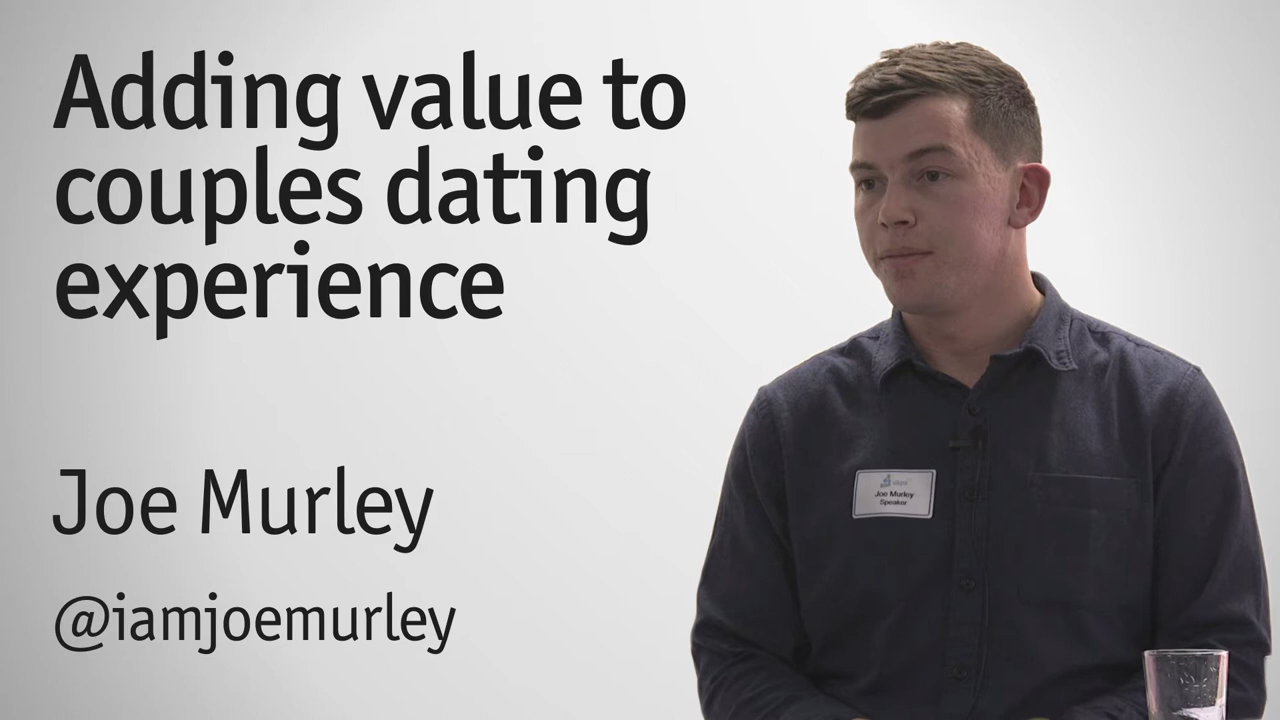 Adding value to
couples dating
experience
Joe Murley
@iamjoemurley
Joe Murley
Speaker